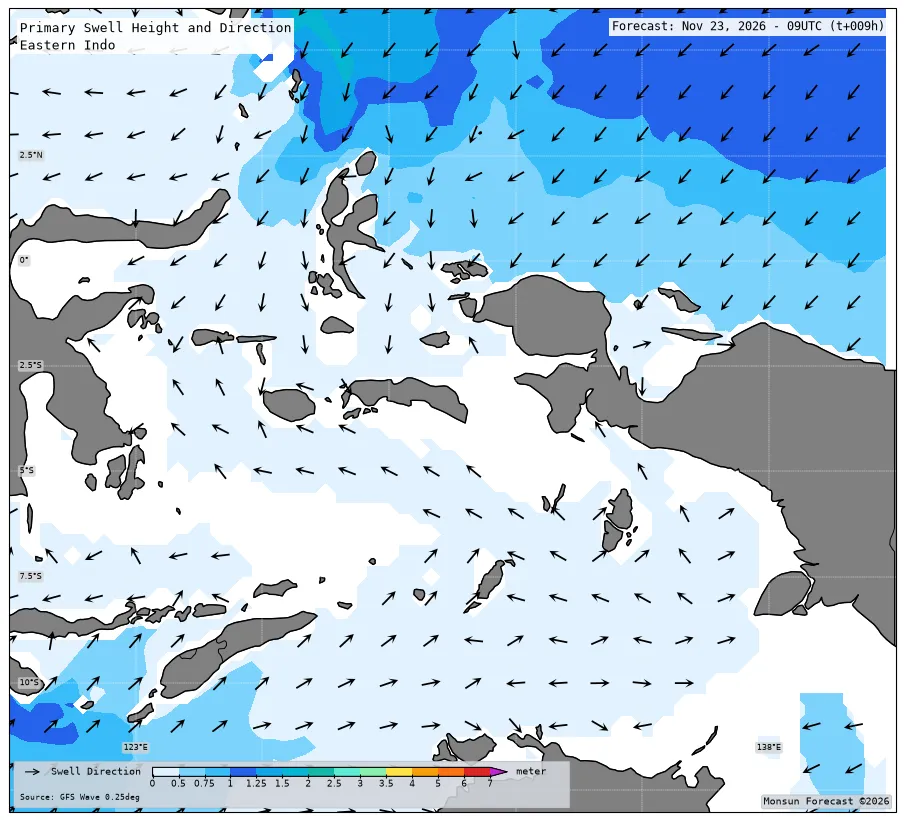 Primary Swell Height and Direction
Eastern Indo
Forecast: Nov 23, 2026 - 09UTC (t+009h)
2.5°N
0°
2.5°S
5°S
7.5°S
10°S
123°E
138°E
Swell Direction
0 0.5 0.75 1 1.25 1.5 2 2.5 3 3.5 4 5 6 7
meter
Source: GFS Wave 0.25deg
Monsun Forecast ©2026